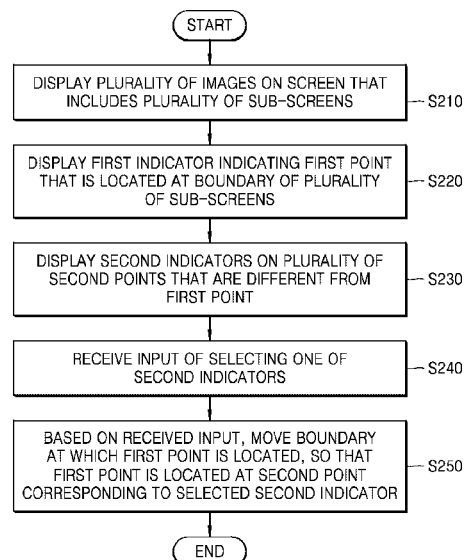 START
DISPLAY PLURALITY OF IMAGES ON SCREEN THAT
INCLUDES PLURALITY OF SUB-SCREENS
S210
DISPLAY FIRST INDICATOR INDICATING FIRST POINT
THAT IS LOCATED AT BOUNDARY OF PLURALITY
OF SUB-SCREENS
S220
DISPLAY SECOND INDICATORS ON PLURALITY OF
SECOND POINTS THAT ARE DIFFERENT FROM
FIRST POINT
S230
RECEIVE INPUT OF SELECTING ONE OF
SECOND INDICATORS
S240
BASED ON RECEIVED INPUT, MOVE BOUNDARY
AT WHICH FIRST POINT IS LOCATED, SO THAT
FIRST POINT IS LOCATED AT SECOND POINT
CORRESPONDING TO SELECTED SECOND INDICATOR
S250
END